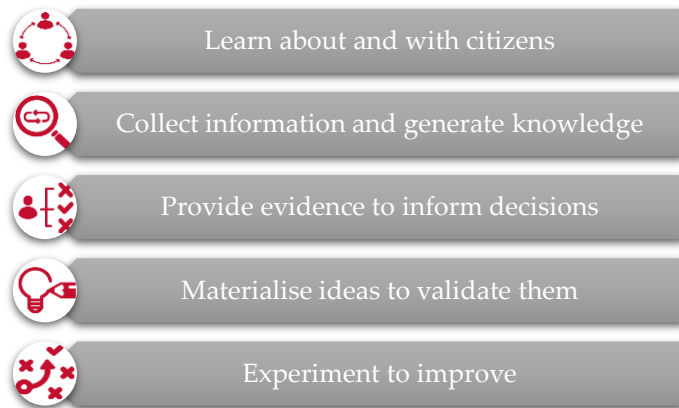 Learn about and with citizens
Collect information and generate knowledge
Provide evidence to inform decisions
Materialise ideas to validate them
Experiment to improve